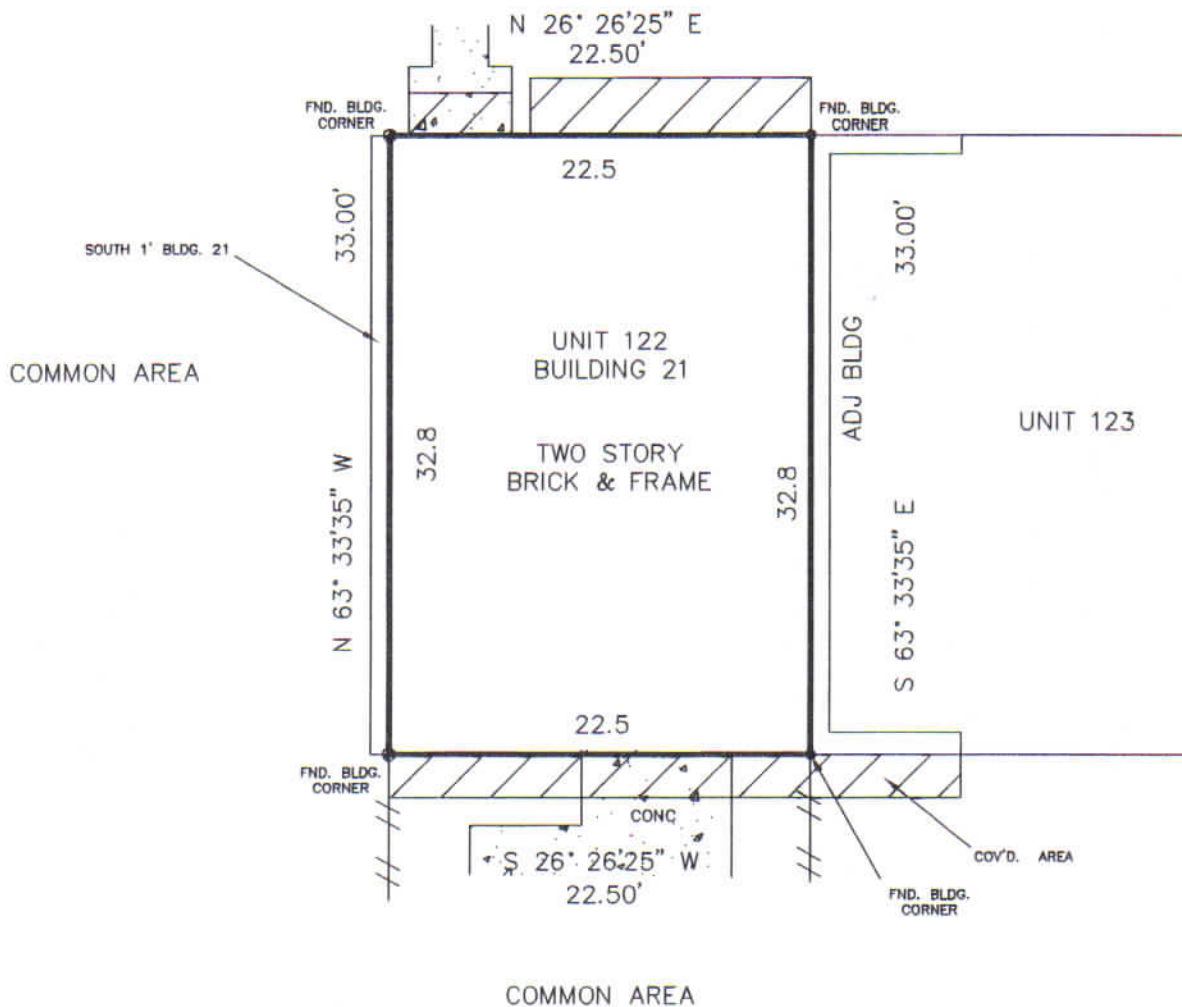 N 26° 26'25" E
22.50'
FND. BLDG.
CORNER
FND. BLDG.
CORNER
22.5
33.00'
33.00'
SOUTH 1' BLDG. 21
UNIT 122
BUILDING 21
COMMON AREA
ADJ BLDG
UNIT 123
32.8
TWO STORY
BRICK & FRAME
32.8
N 63° 33'35" W
S 63° 33'35" E
22.5
FND. BLDG.
CORNER
CONC
S 26° 26'25" W
22.50'
COV'D. AREA
FND. BLDG.
CORNER
COMMON AREA